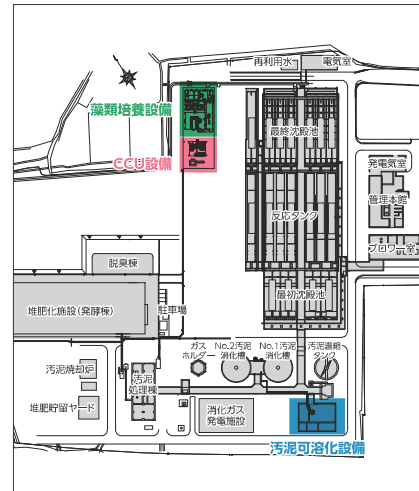 再利用水
電気室
藻類培養設備
CCU設備
最終沈殿池
発電気室
管理本館
反応タンク
ブロワー室
脱臭棟
最初沈殿池
堆肥化施設(発酵棟)
駐車場
ガス
ホルダー
No.2汚泥
消化槽
No.1汚泥
消化槽
汚泥濃縮
タンク
汚泥焼却炉
汚泥
処理棟
堆肥貯留ヤード
消化ガス
発電施設
汚泥可溶化設備